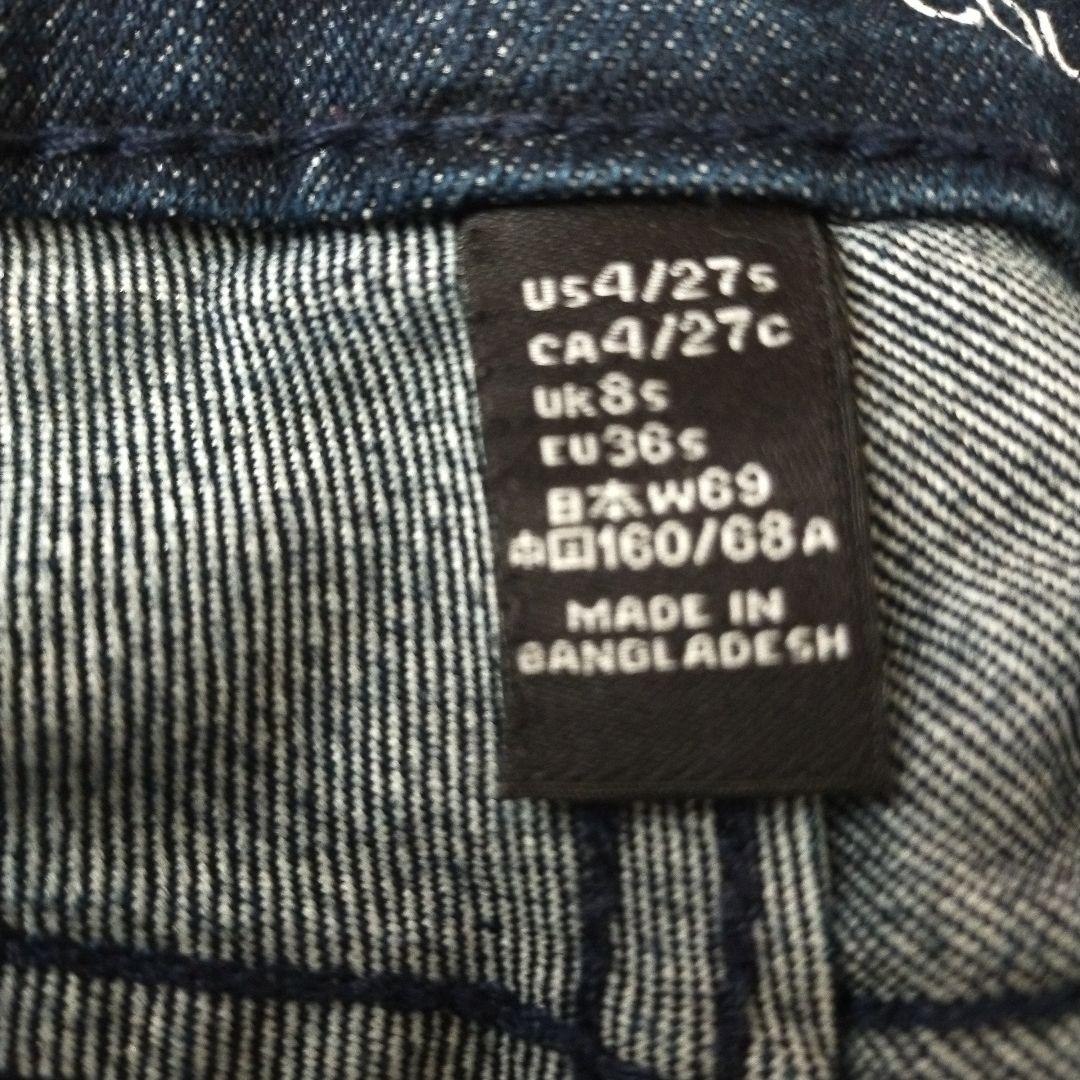 US4/27S
CA4/27C
UK8S
EU36S
日本W69
中国160/68A
MADE IN
BANGLADESH